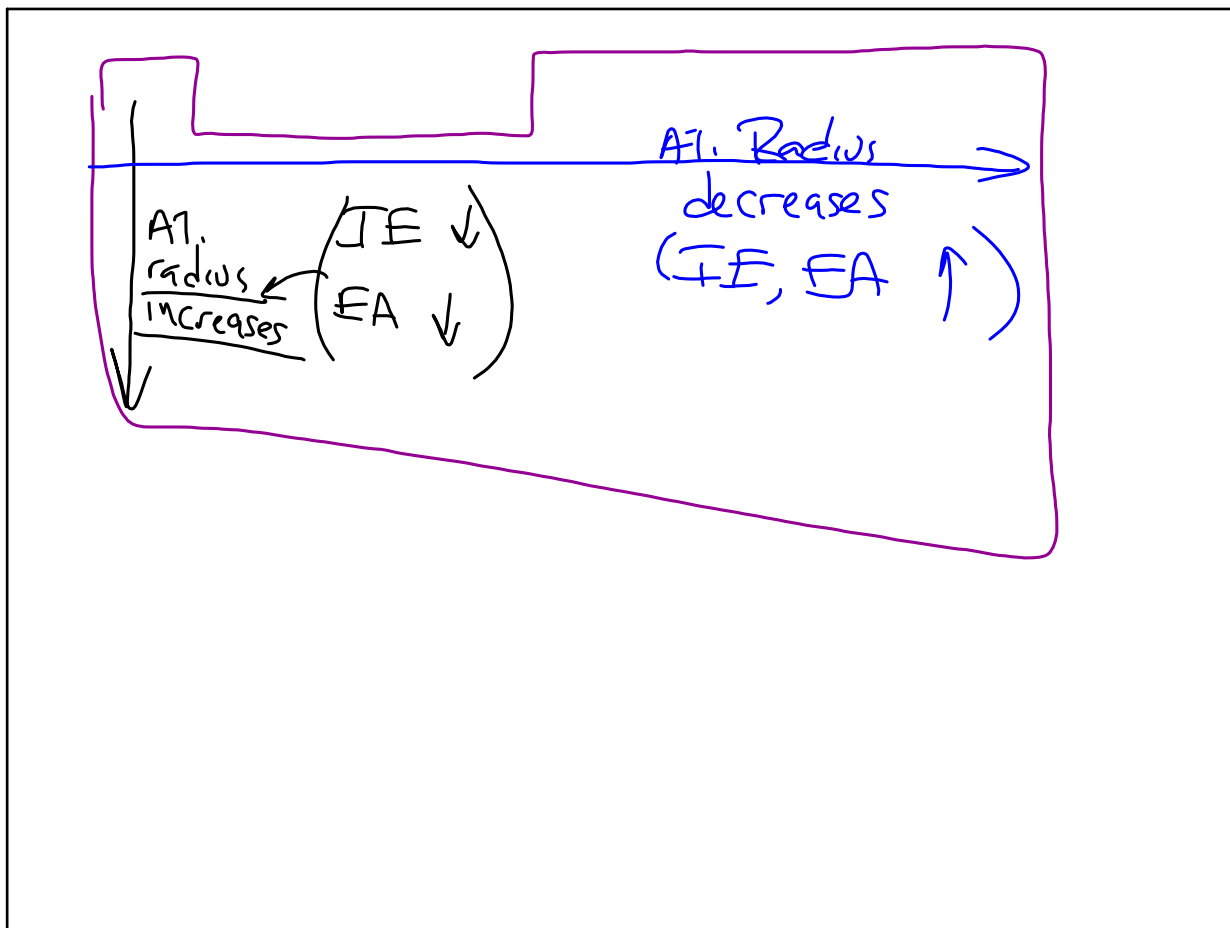 AT.
radius
increases
(IE ↓
EA ↓)
AT. Radius
decreases
(IE, EA ↑)